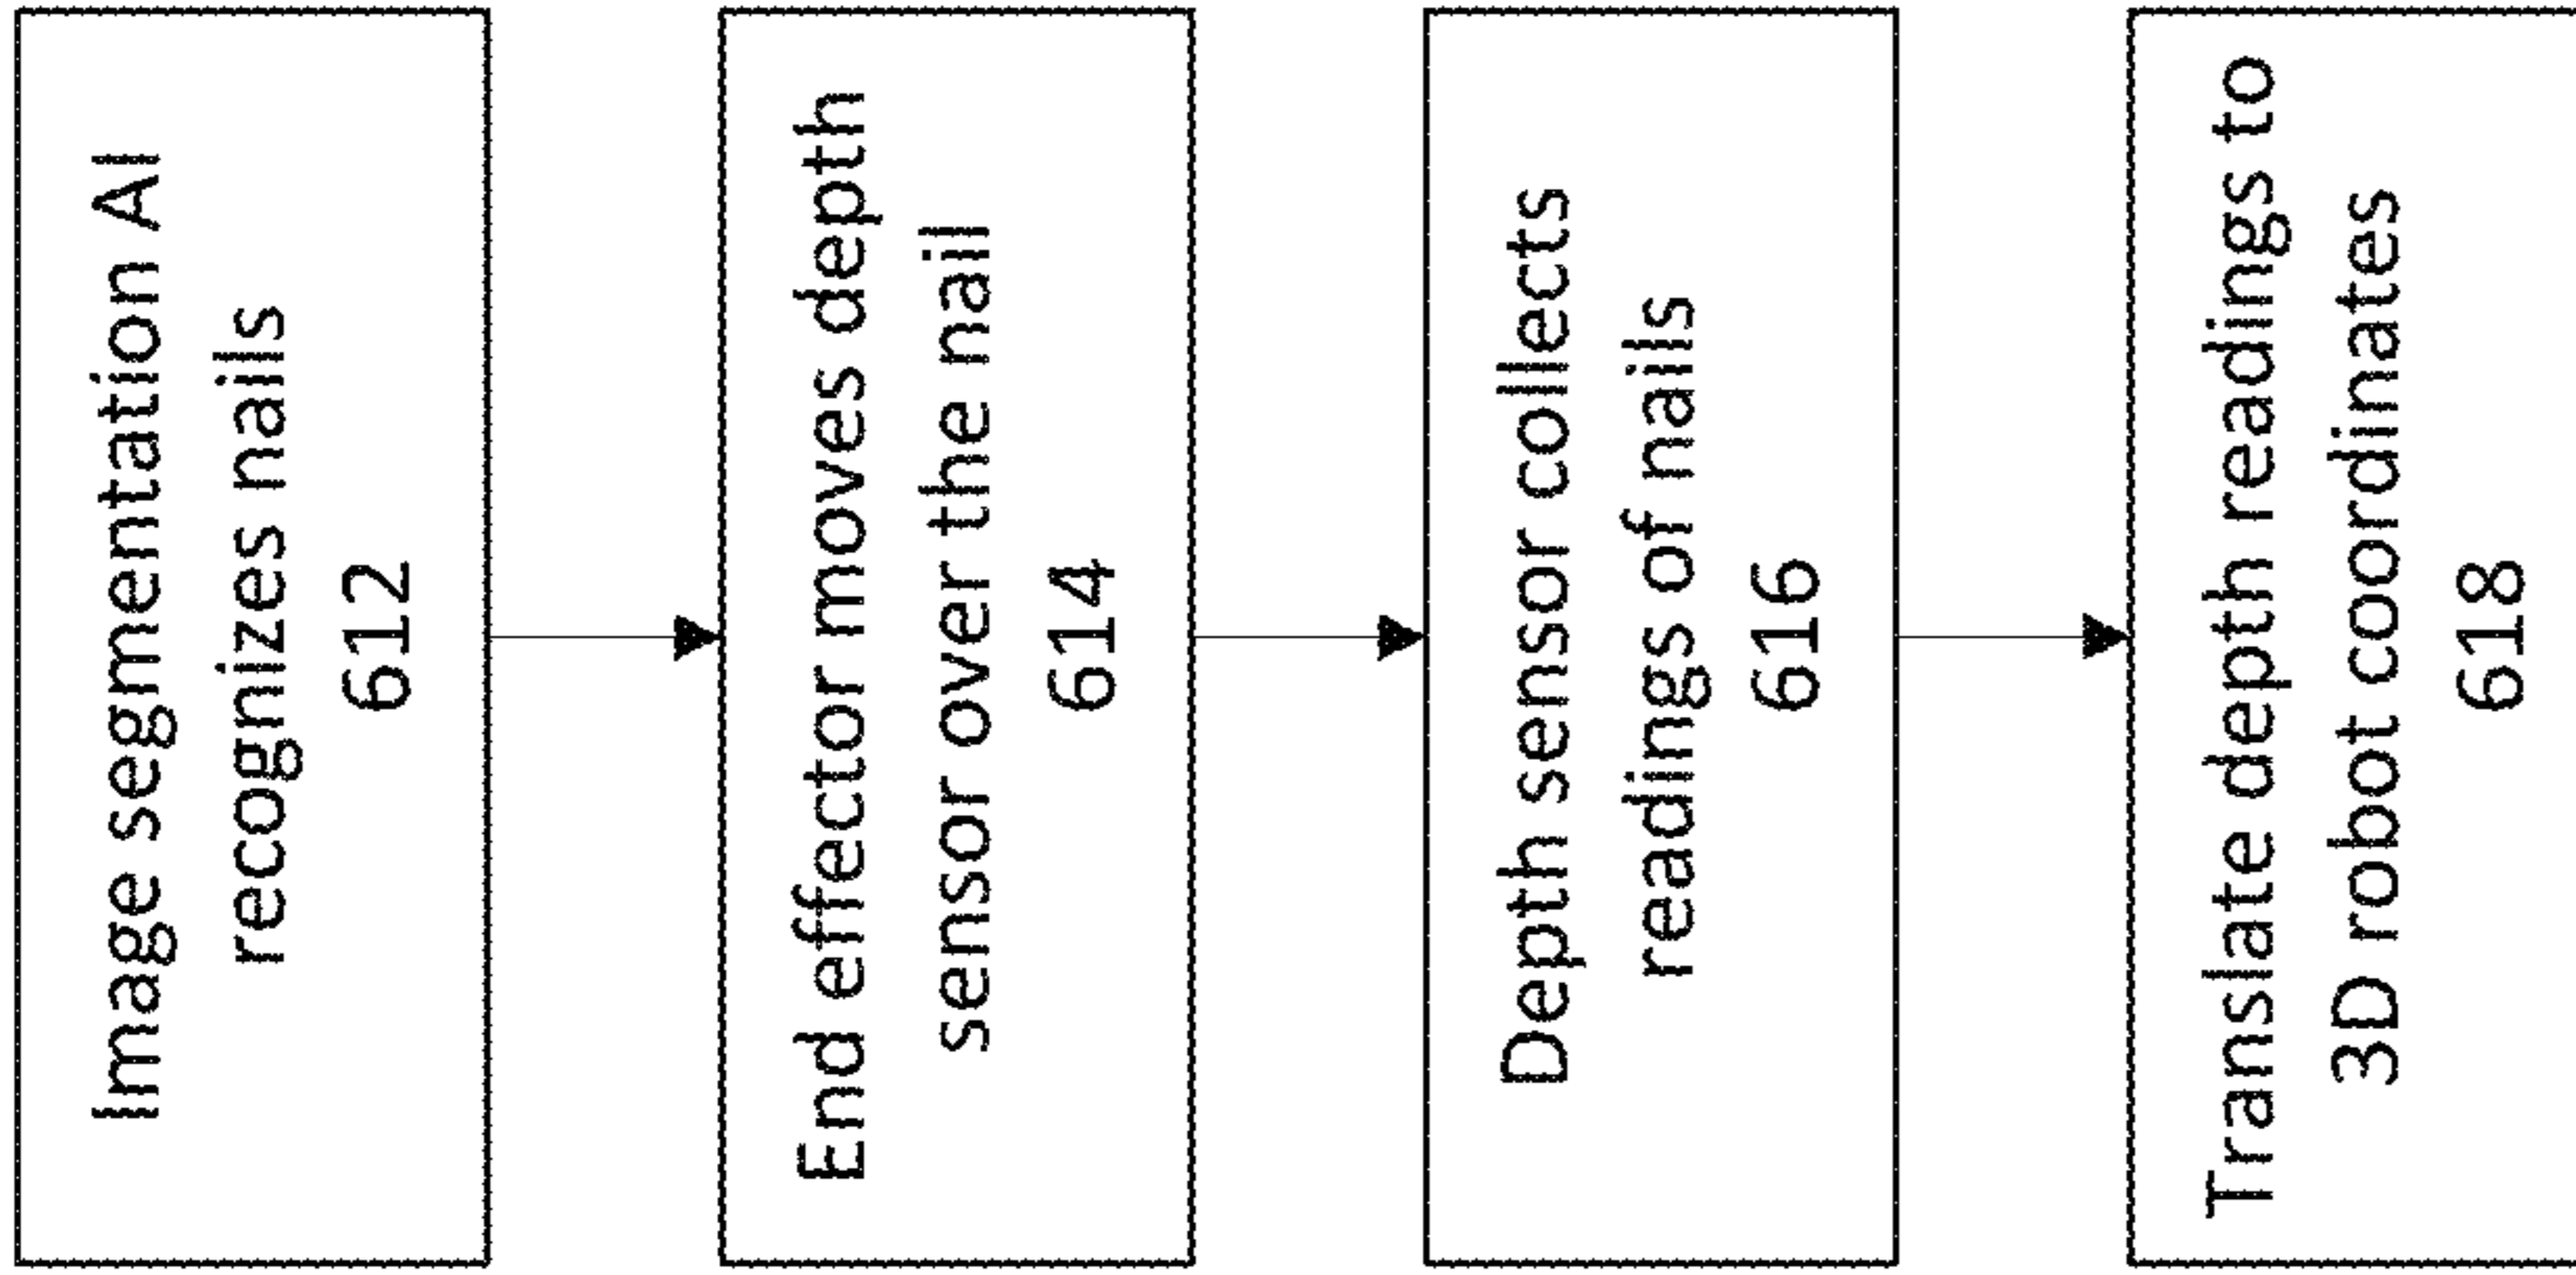 Image segmentation AI
recognizes nails
612
End effector moves depth
sensor over the nail
614
Depth sensor collects
readings of nails
616
Translate depth readings to
3D robot coordinates
618